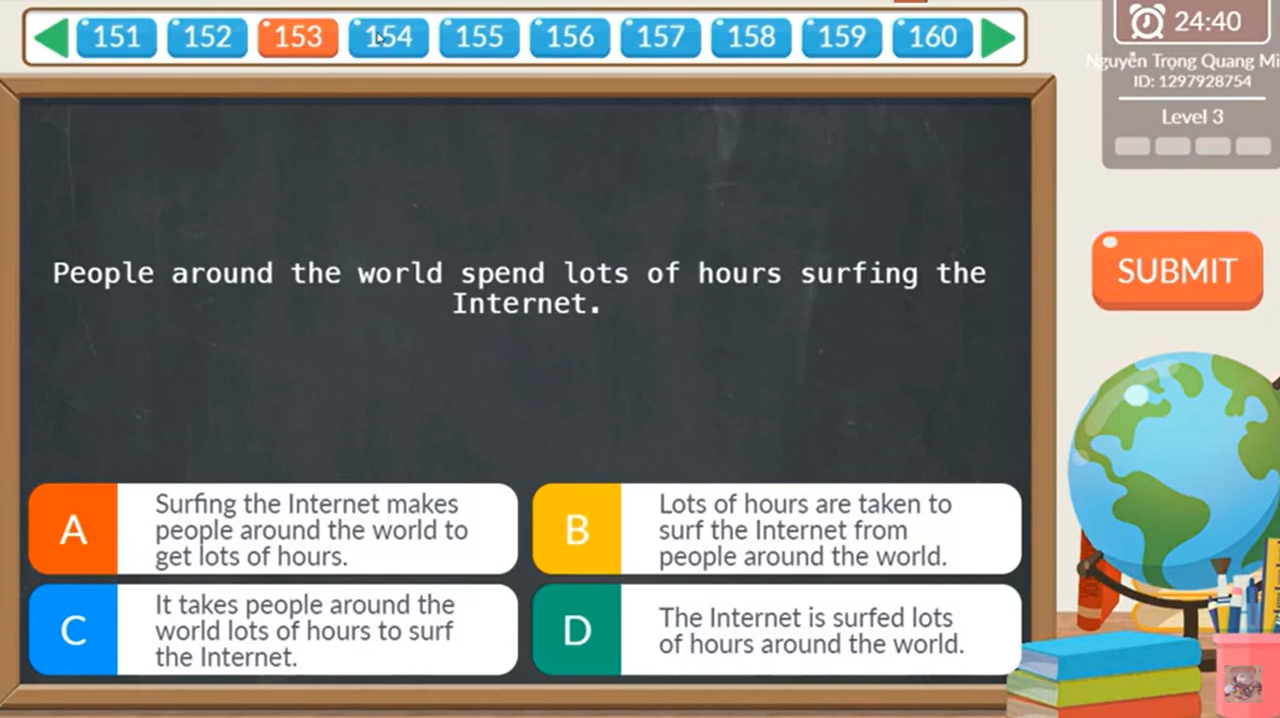 151 152 153 154 155 156 157 158 159 160
24:40
Nguyễn Trọng Quang Mi
ID: 1297928754
Level 3
People around the world spend lots of hours surfing the
Internet.
SUBMIT
A
Surfing the Internet makes
people around the world to
get lots of hours.
B
Lots of hours are taken to
surf the Internet from
people around the world.
C
It takes people around the
world lots of hours to surf
the Internet.
D
The Internet is surfed lots
of hours around the world.